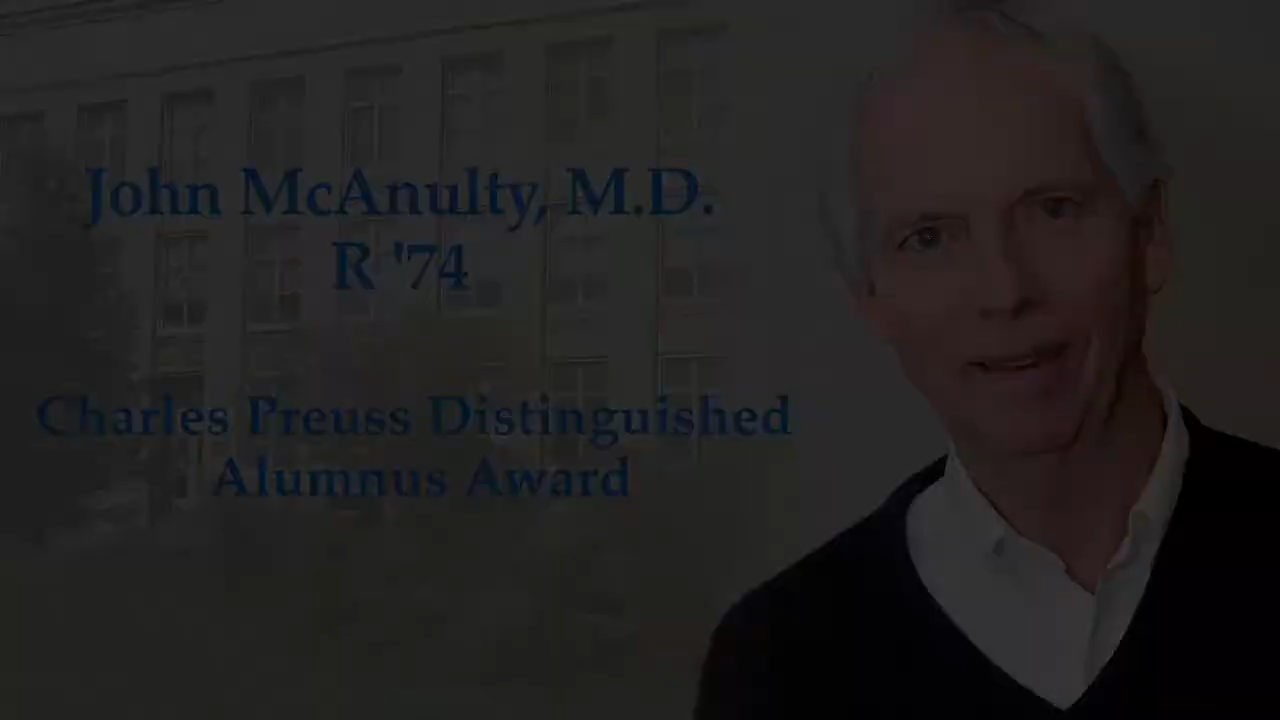 John McAnulty, M.D.
R '74
Charles Preuss Distinguished
Alumnus Award